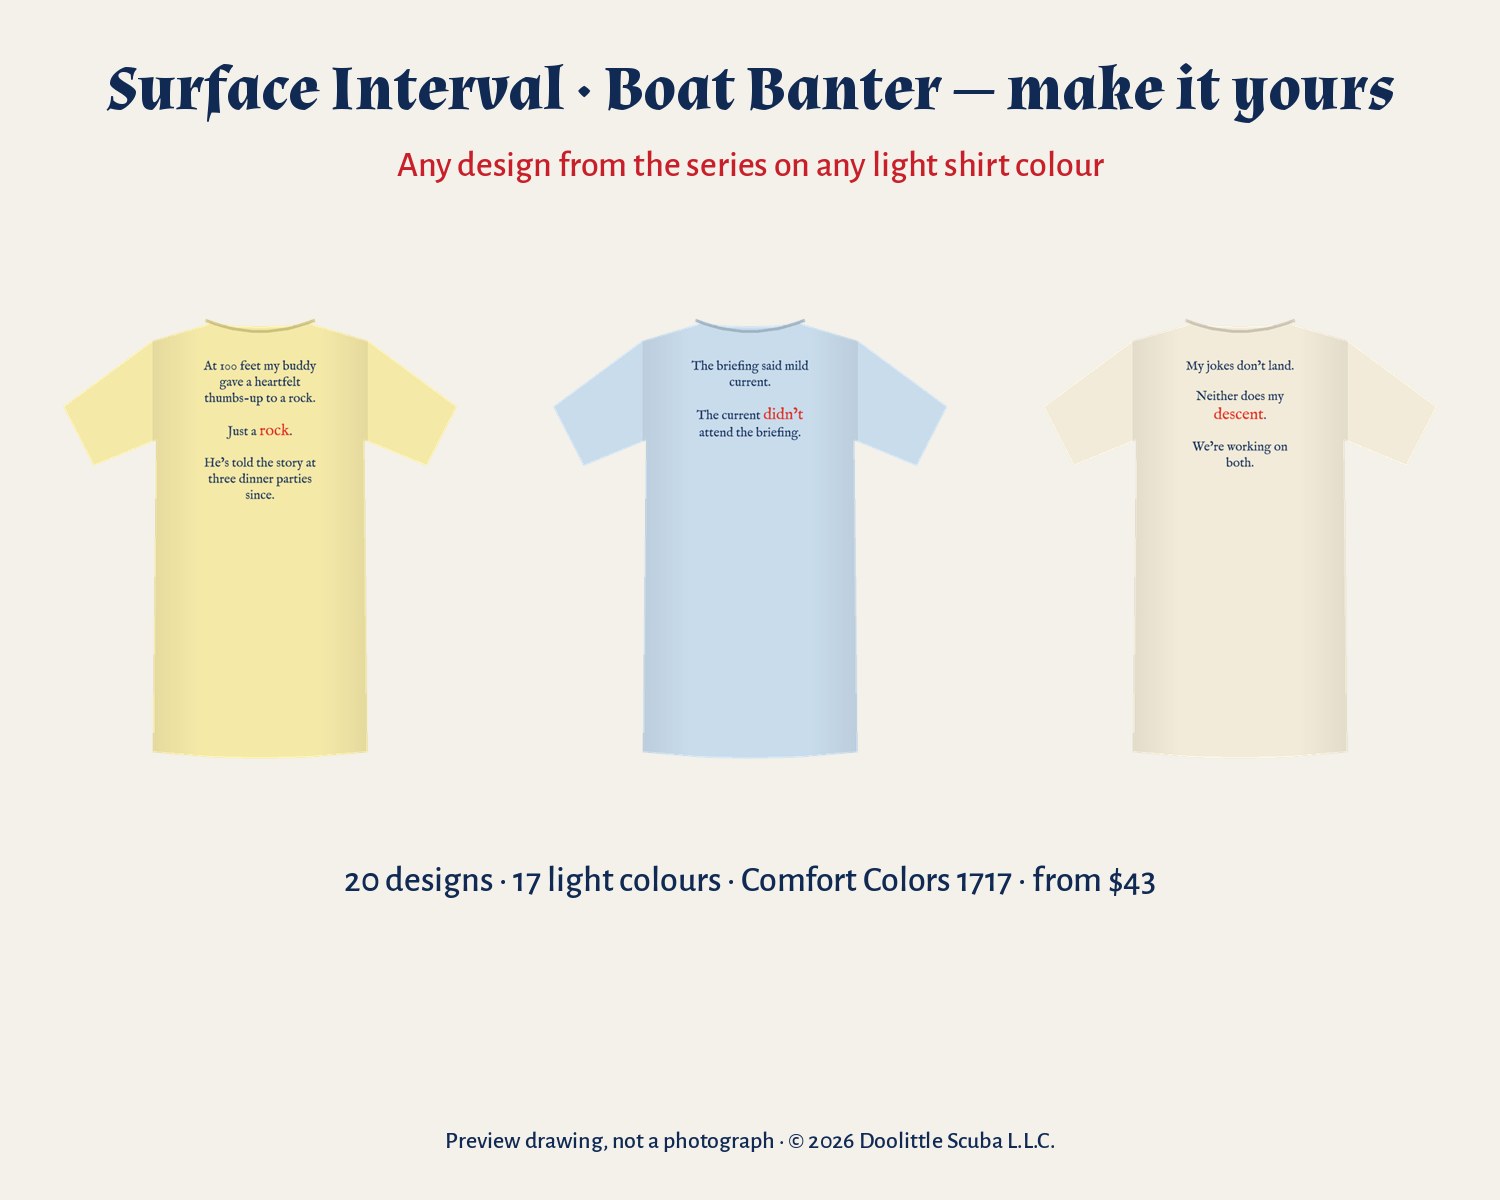 Surface Interval · Boat Banter — make it yours
Any design from the series on any light shirt colour
At 100 feet my buddy
gave a heartfelt
thumbs-up to a rock.
Just a rock.
He's told the story at
three dinner parties
since.
The briefing said mild
current.
The current didn't
attend the briefing.
My jokes don't land.
Neither does my
descent.
We're working on
both.
20 designs · 17 light colours · Comfort Colors 1717 · from $43
Preview drawing, not a photograph · © 2026 Doolittle Scuba L.L.C.